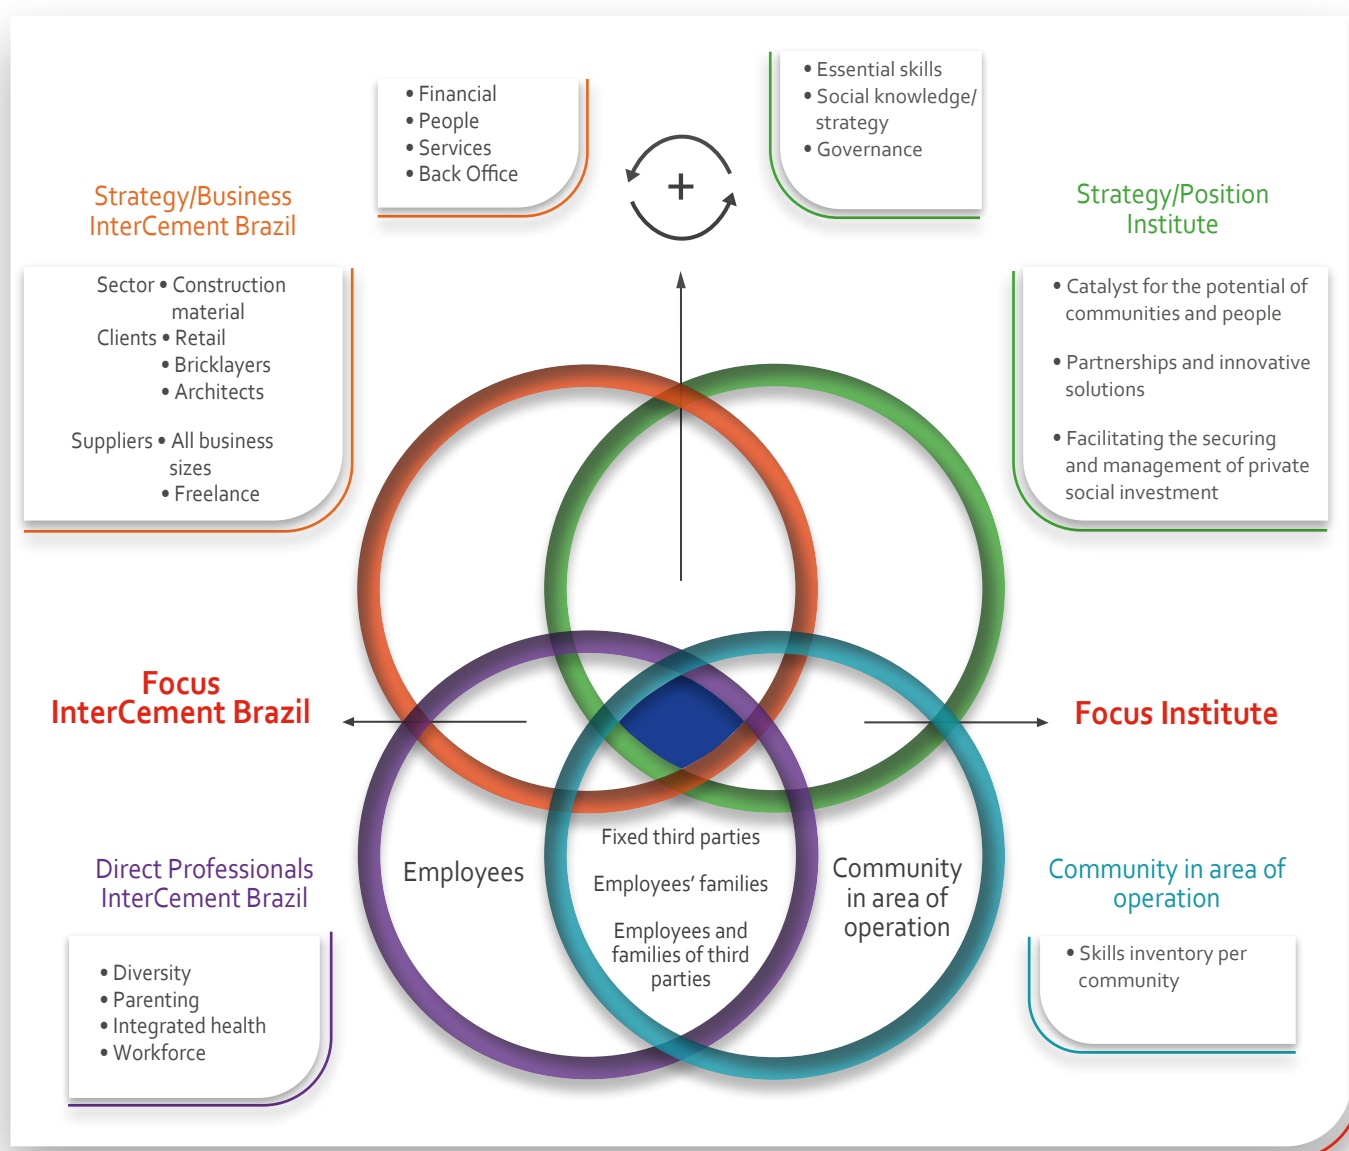 • Financial
• People
• Services
• Back Office
+
• Essential skills
• Social knowledge/
strategy
• Governance
Strategy/Business
InterCement Brazil
Sector • Construction
material
Clients • Retail
• Bricklayers
• Architects
Suppliers • All business
sizes
• Freelance
Strategy/Position
Institute
• Catalyst for the potential of
communities and people
• Partnerships and innovative
solutions
• Facilitating the securing
and management of private
social investment
Focus
InterCement Brazil
Focus Institute
Direct Professionals
InterCement Brazil
• Diversity
• Parenting
• Integrated health
• Workforce
Employees
Fixed third parties
Employees’ families
Employees and
families of third
parties
Community
in area of
operation
Community in area of
operation
• Skills inventory per
community